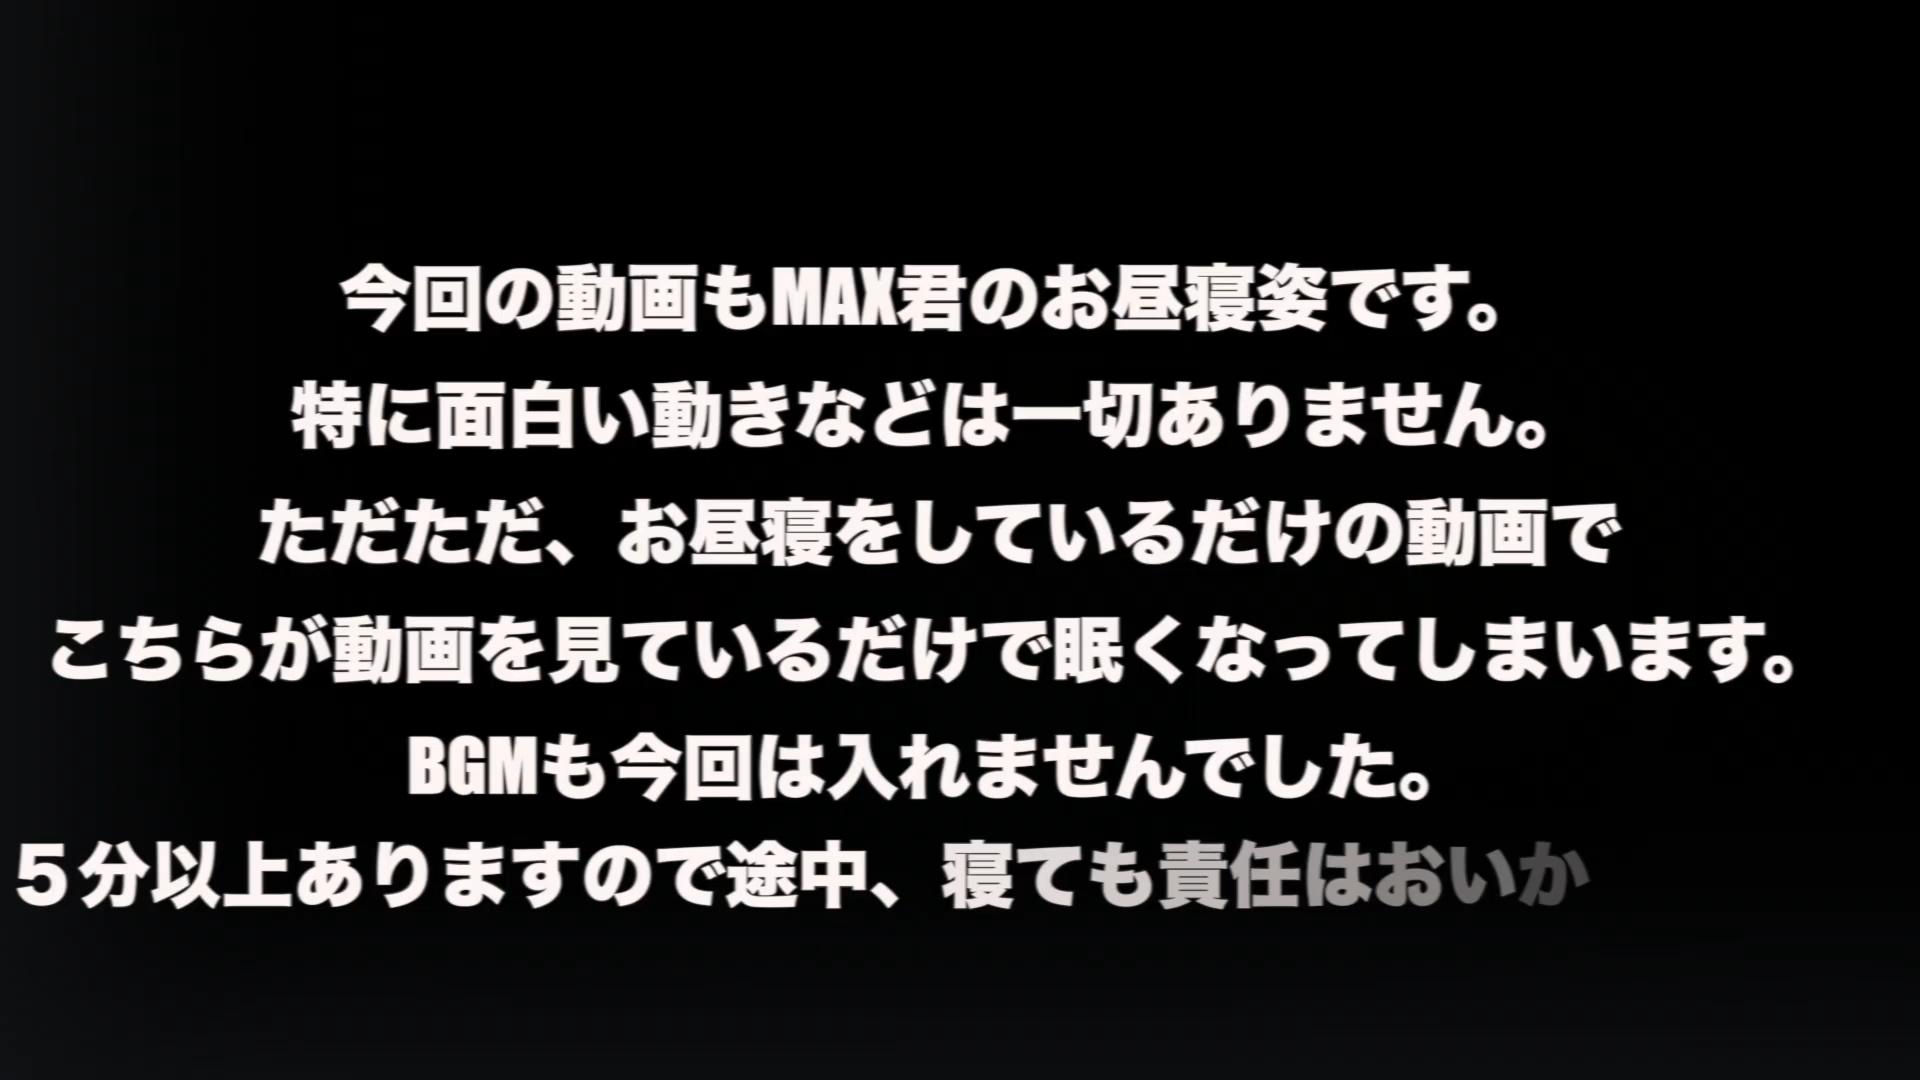 今回の動画もMAX君のお昼寝姿です。
特に面白い動きなどは一切ありません。
ただただ、お昼寝をしているだけの動画で
こちらが動画を見ているだけで眠くなってしまいます。
BGMも今回は入れませんでした。
５分以上ありますので途中、寝ても責任はおいか